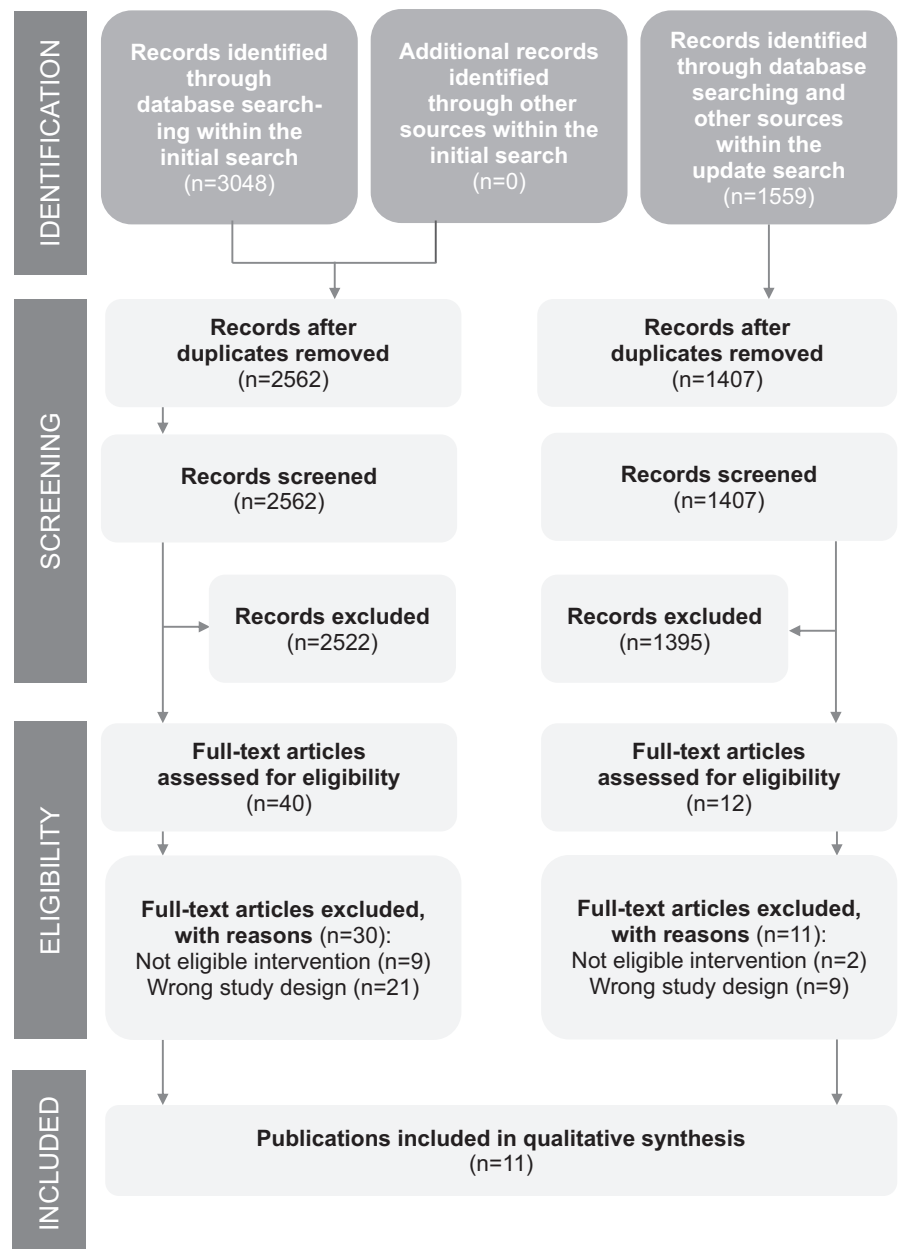 IDENTIFICATION
Records identified
through
database search-
ing within the
initial search
(n=3048)
Additional records
identified
through other
sources within the
initial search
(n=0)
Records identified
through database
searching and
other sources
within the
update search
(n=1559)
SCREENING
Records after
duplicates removed
(n=2562)
Records after
duplicates removed
(n=1407)
Records screened
(n=2562)
Records screened
(n=1407)
Records excluded
(n=2522)
Records excluded
(n=1395)
ELIGIBILITY
Full-text articles
assessed for eligibility
(n=40)
Full-text articles
assessed for eligibility
(n=12)
Full-text articles excluded,
with reasons (n=30):
Not eligible intervention (n=9)
Wrong study design (n=21)
Full-text articles excluded,
with reasons (n=11):
Not eligible intervention (n=2)
Wrong study design (n=9)
INCLUDED
Publications included in qualitative synthesis
(n=11)